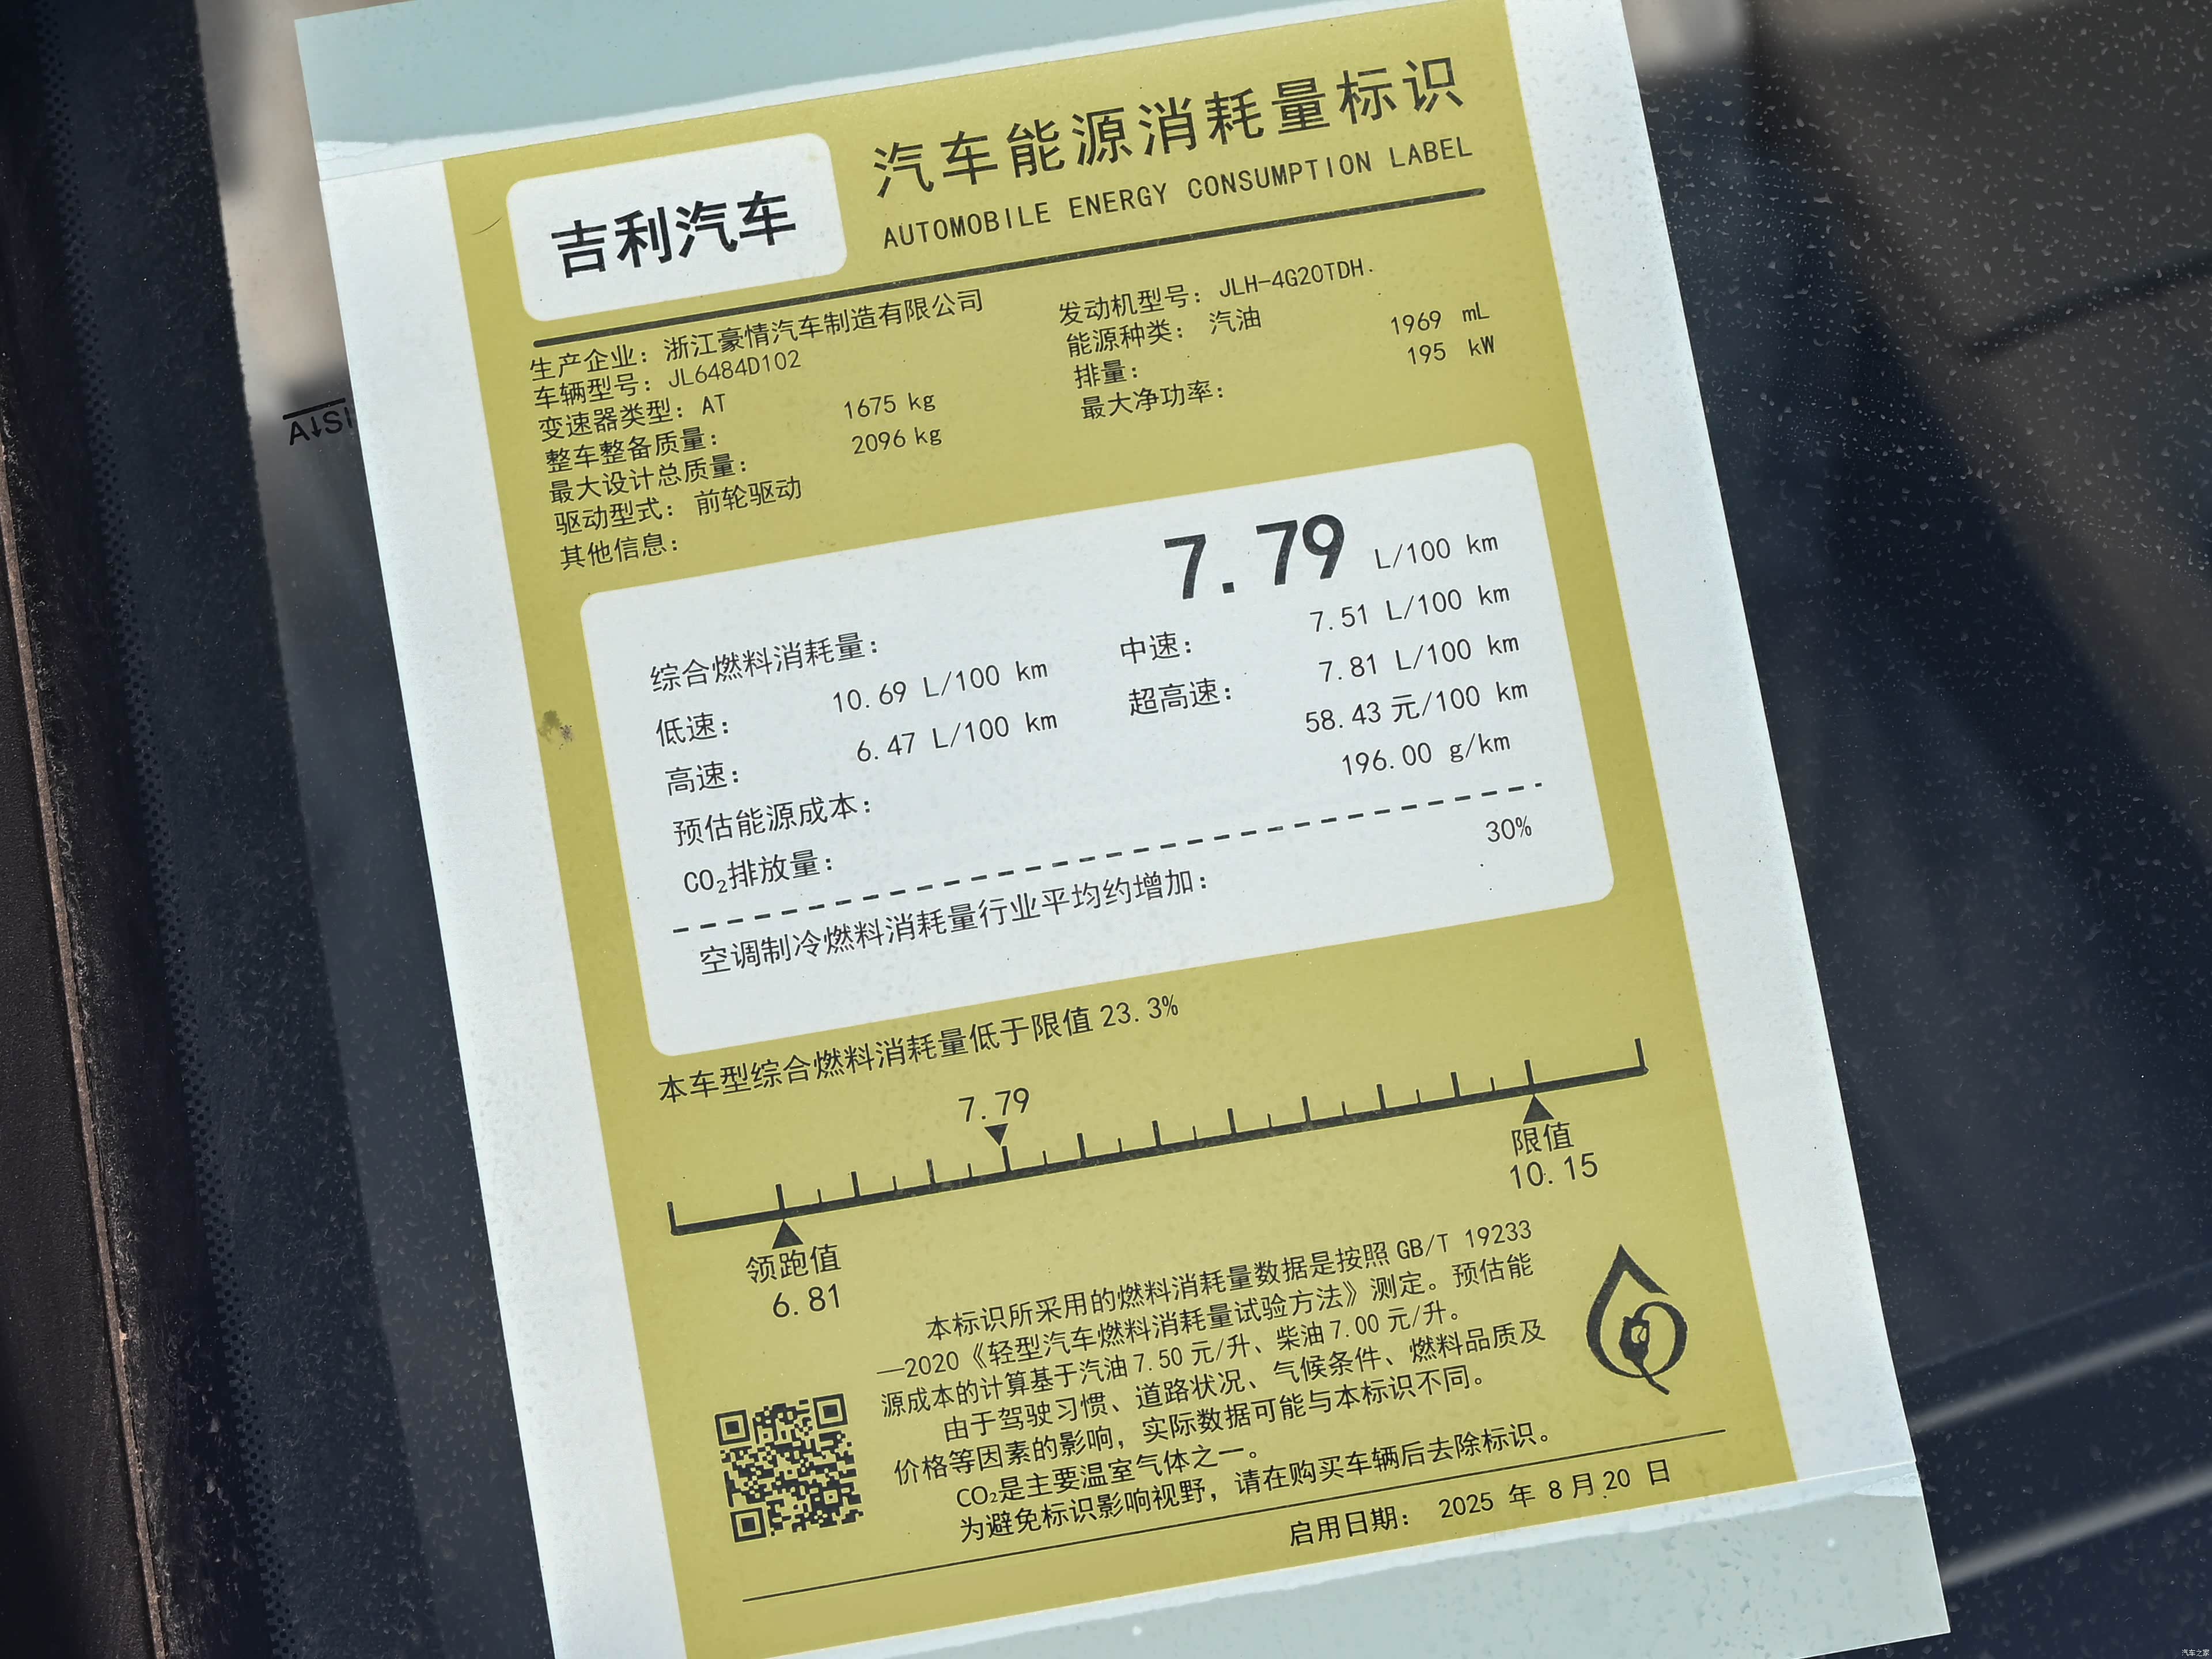 吉利汽车
汽车能源消耗量标识
AUTOMOBILE ENERGY CONSUMPTION LABEL
生产企业: 浙江豪情汽车制造有限公司
车辆型号: JL6484D102
变速器类型: AT
整车整备质量: 1675 kg
最大设计总质量: 2096 kg
驱动型式: 前轮驱动
其他信息:
发动机型号: JLH-4G20TDH.
能源种类: 汽油
排量: 1969 mL
最大净功率: 195 kW
综合燃料消耗量: 7.79 L/100 km
低速: 10.69 L/100 km 中速: 7.51 L/100 km
高速: 6.47 L/100 km 超高速: 7.81 L/100 km
预估能源成本: 58.43 元/100 km
CO₂排放量: 196.00 g/km
空调制冷燃料消耗量行业平均约增加: 30%
本车型综合燃料消耗量低于限值 23.3%
7.79
领跑值
6.81
限值
10.15
本标识所采用的燃料消耗量数据是按照 GB/T 19233
—2020《轻型汽车燃料消耗量试验方法》测定。预估能
源成本的计算基于汽油 7.50 元/升、柴油 7.00 元/升。
由于驾驶习惯、道路状况、气候条件、燃料品质及
价格等因素的影响，实际数据可能与本标识不同。
CO₂是主要温室气体之一。
为避免标识影响视野，请在购买车辆后去除标识。
启用日期: 2025 年 8 月 20 日
汽车之家